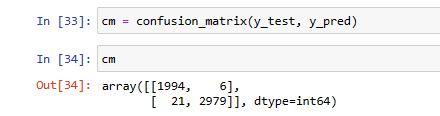 In [33]: cm = confusion_matrix(y_test, y_pred)
In [34]: cm
Out[34]: array([[1994,    6],
       [  21, 2979]], dtype=int64)